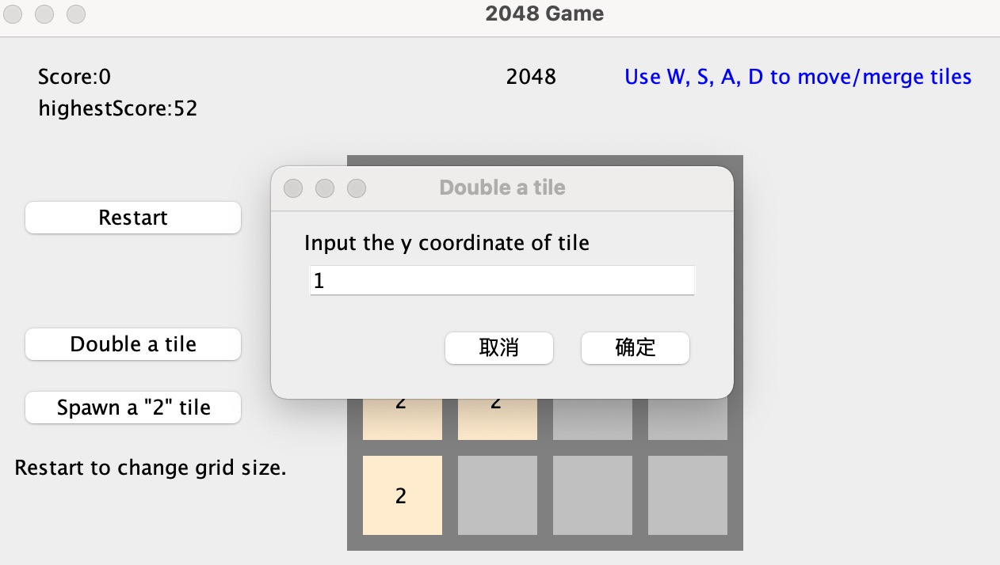 2048 Game
Score:0
2048
Use W, S, A, D to move/merge tiles
highestScore:52
Double a tile
Restart
Input the y coordinate of tile
1
Double a tile
取消
确定
Spawn a "2" tile
2
2
Restart to change grid size.
2